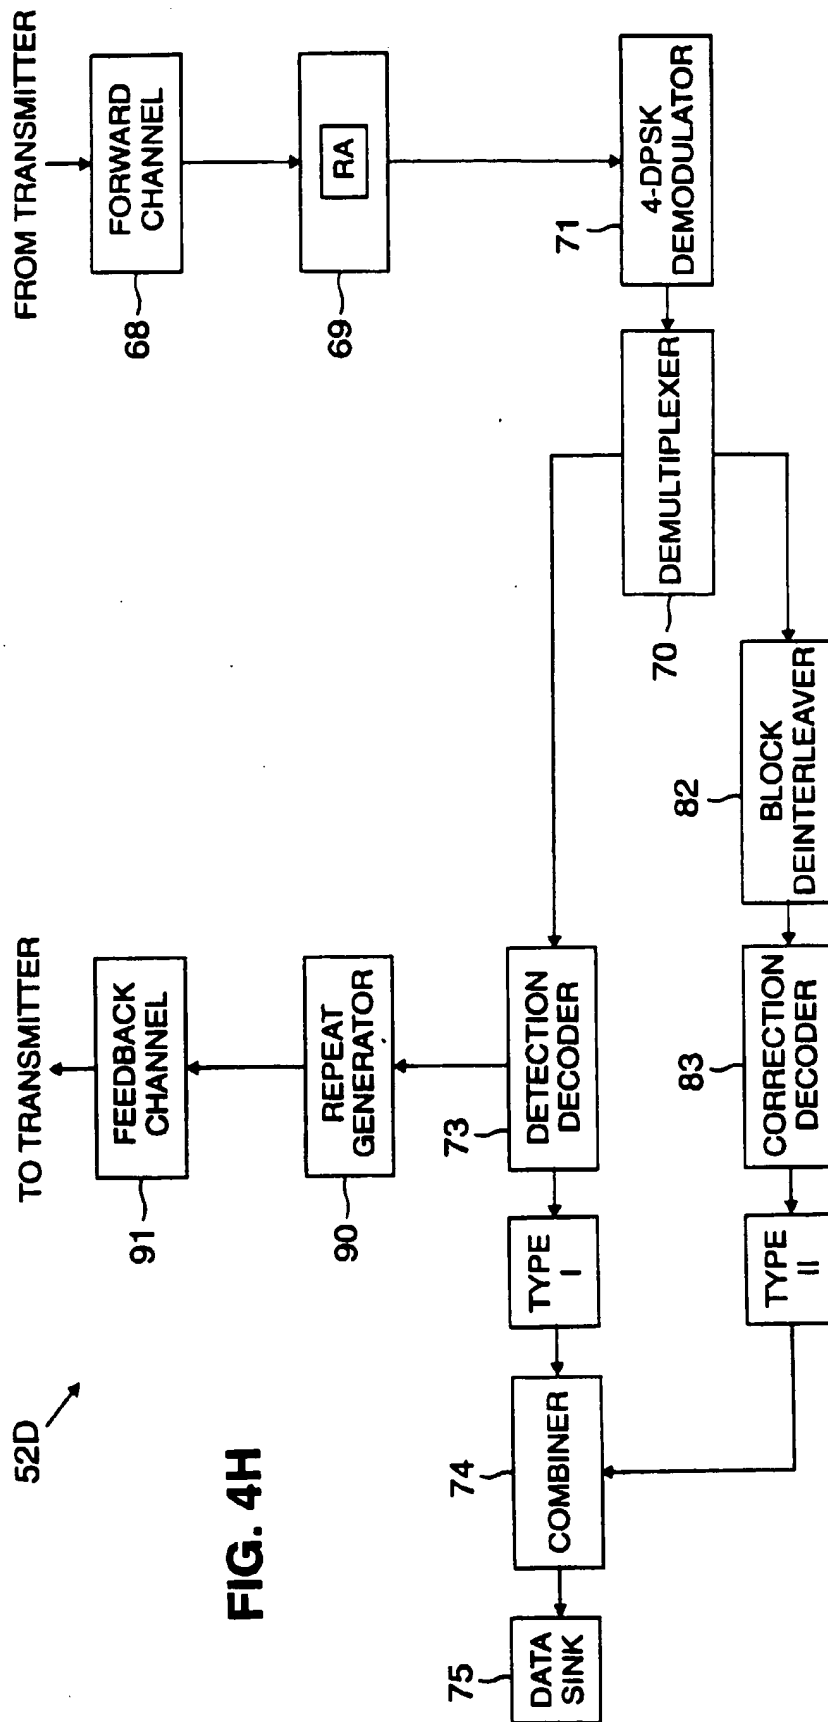 52D
TO TRANSMITTER
FROM TRANSMITTER
FEEDBACK
CHANNEL
91
FORWARD
CHANNEL
68
REPEAT
GENERATOR
90
RA
69
75
DATA
SINK
74
COMBINER
TYPE
I
73
DETECTION
DECODER
70
DEMULTIPLEXER
71
4-DPSK
DEMODULATOR
TYPE
II
83
CORRECTION
DECODER
82
BLOCK
DEINTERLEAVER
FIG. 4H